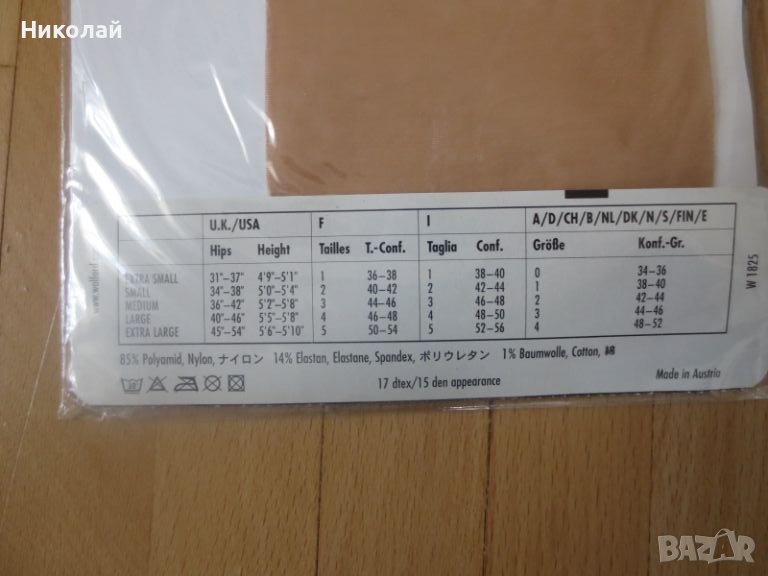 Николай
U.K./USA F I A/D/CH/B/NL/DK/N/S/FIN/E
Hips Height Tailles T.-Conf. Taglia Conf. Größe Konf.-Gr.
EXTRA SMALL 31"–37" 4'9"–5'1" 1 36–38 1 38–40 0 34–36
SMALL 34"–38" 5'0"–5'4" 2 40–42 2 42–44 1 38–40
MEDIUM 36"–42" 5'2"–5'8" 3 44–46 3 46–48 2 42–44
LARGE 40"–46" 5'5"–5'8" 4 46–48 4 48–50 3 44–46
EXTRA LARGE 45"–54" 5'6"–5'10" 5 50–54 5 52–56 4 48–52
85% Polyamid, Nylon, ナイロン 14% Elastan, Elastane, Spandex, ポリウレタン 1% Baumwolle, Cotton, 綿
17 dtex/15 den appearance
Made in Austria
W 1825
BAZAR